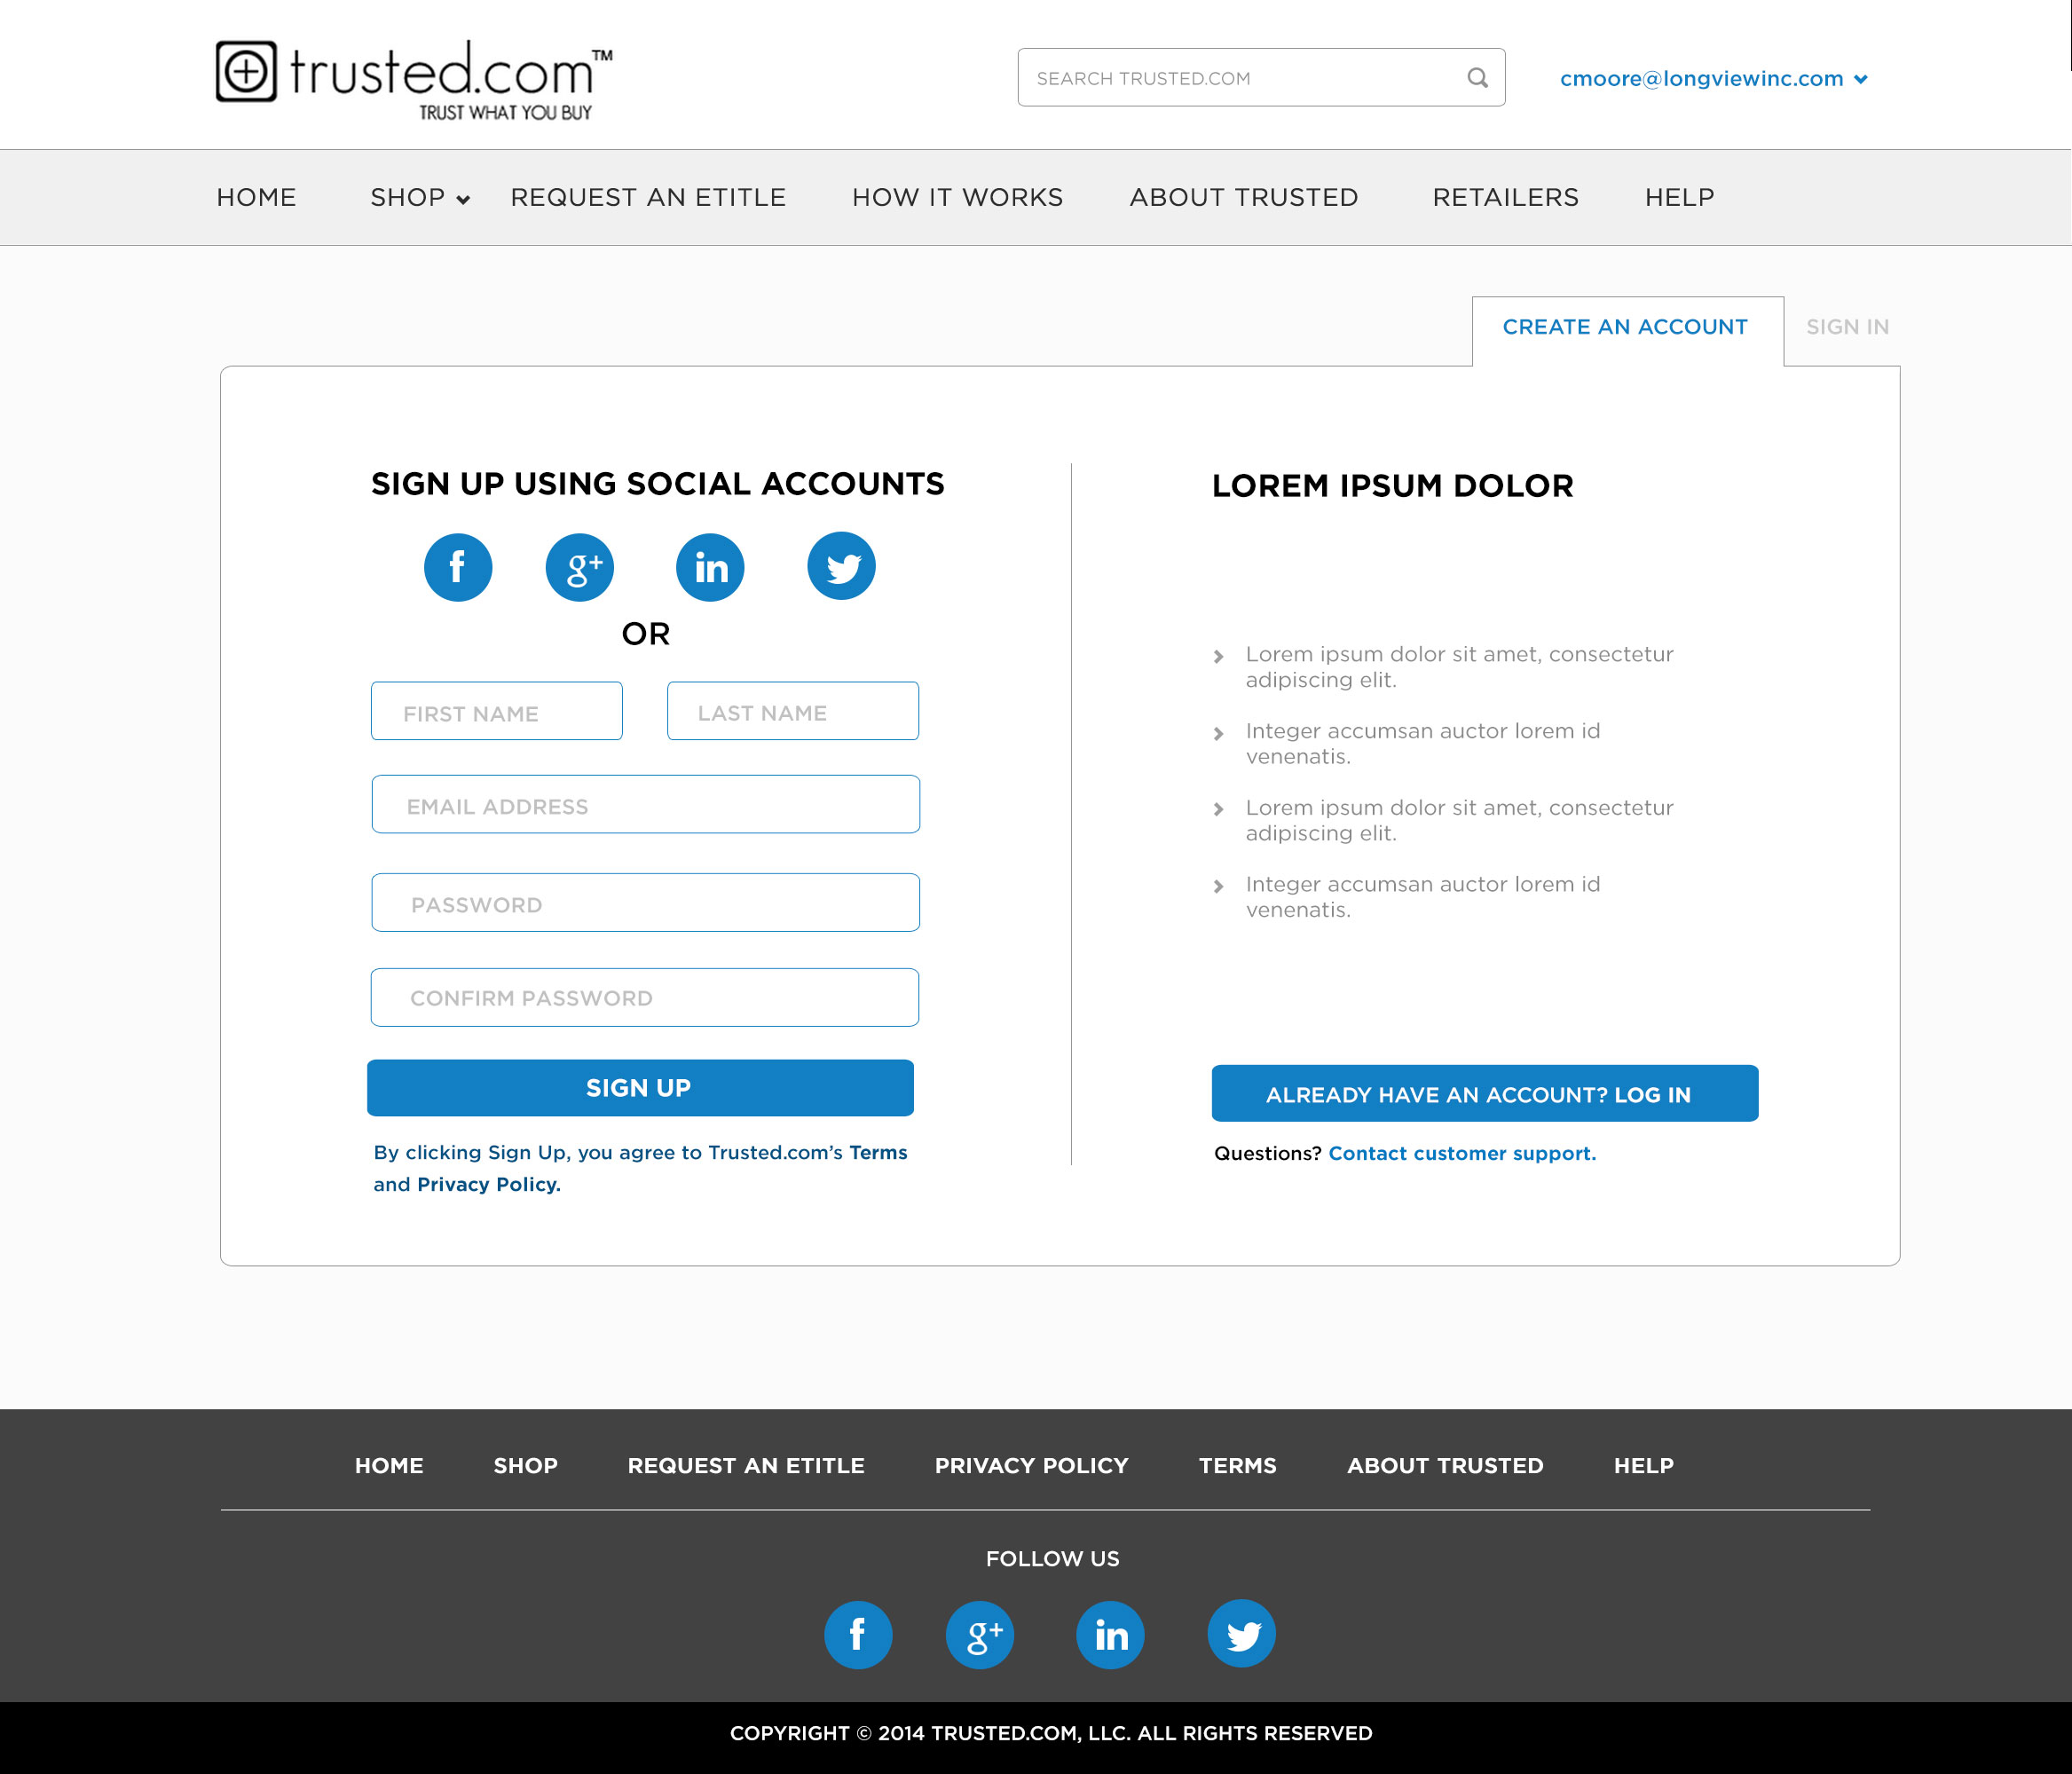 trusted.com™
TRUST WHAT YOU BUY
SEARCH TRUSTED.COM
cmoore@longviewinc.com
HOME SHOP REQUEST AN ETITLE HOW IT WORKS ABOUT TRUSTED RETAILERS HELP
CREATE AN ACCOUNT SIGN IN
SIGN UP USING SOCIAL ACCOUNTS
f g+ in
OR
FIRST NAME LAST NAME
EMAIL ADDRESS
PASSWORD
CONFIRM PASSWORD
SIGN UP
By clicking Sign Up, you agree to Trusted.com’s Terms
and Privacy Policy.
LOREM IPSUM DOLOR
Lorem ipsum dolor sit amet, consectetur
adipiscing elit.
Integer accumsan auctor lorem id
venenatis.
Lorem ipsum dolor sit amet, consectetur
adipiscing elit.
Integer accumsan auctor lorem id
venenatis.
ALREADY HAVE AN ACCOUNT? LOG IN
Questions? Contact customer support.
HOME SHOP REQUEST AN ETITLE PRIVACY POLICY TERMS ABOUT TRUSTED HELP
FOLLOW US
f g+ in
COPYRIGHT © 2014 TRUSTED.COM, LLC. ALL RIGHTS RESERVED